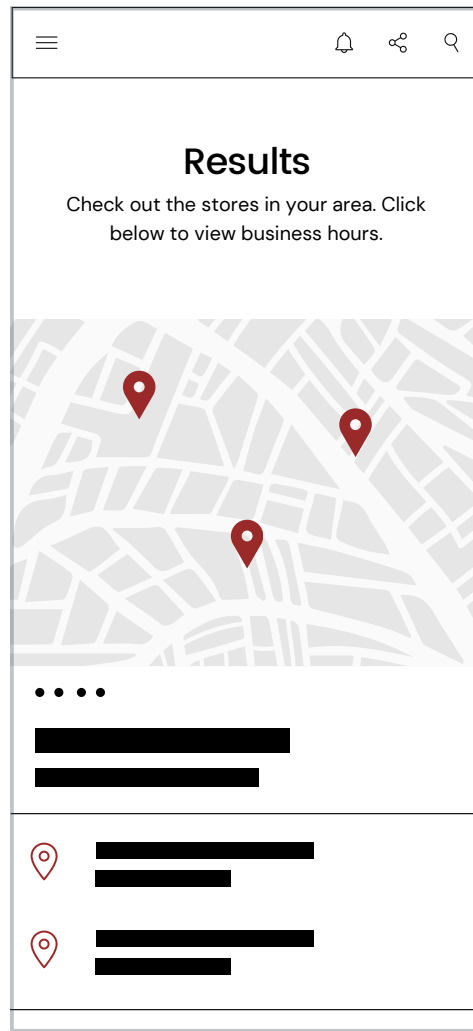 Results
Check out the stores in your area. Click
below to view business hours.